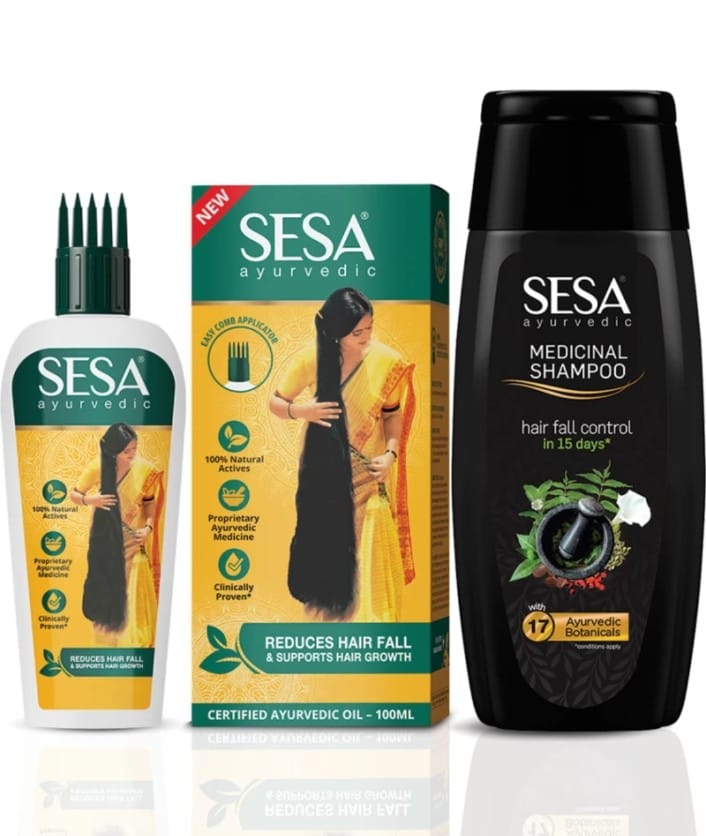 SESA®
ayurvedic
100% Natural
Actives
Proprietary
Ayurvedic
Medicine
Clinically
Proven*
REDUCES HAIR FALL
& SUPPORTS HAIR GROWTH
NEW
SESA®
ayurvedic
EASY COMB APPLICATOR
100% Natural
Actives
Proprietary
Ayurvedic
Medicine
Clinically
Proven*
REDUCES HAIR FALL
& SUPPORTS HAIR GROWTH
CERTIFIED AYURVEDIC OIL – 100ML
SESA®
ayurvedic
MEDICINAL
SHAMPOO
hair fall control
in 15 days*
with
17
Ayurvedic
Botanicals
*conditions apply